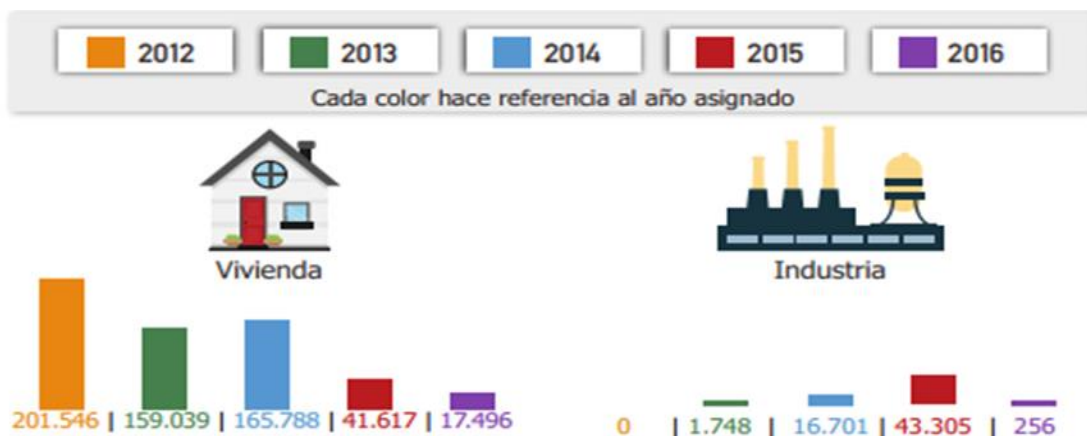 2012 2013 2014 2015 2016
Cada color hace referencia al año asignado
Vivienda
201.546 | 159.039 | 165.788 | 41.617 | 17.496
Industria
0 | 1.748 | 16.701 | 43.305 | 256